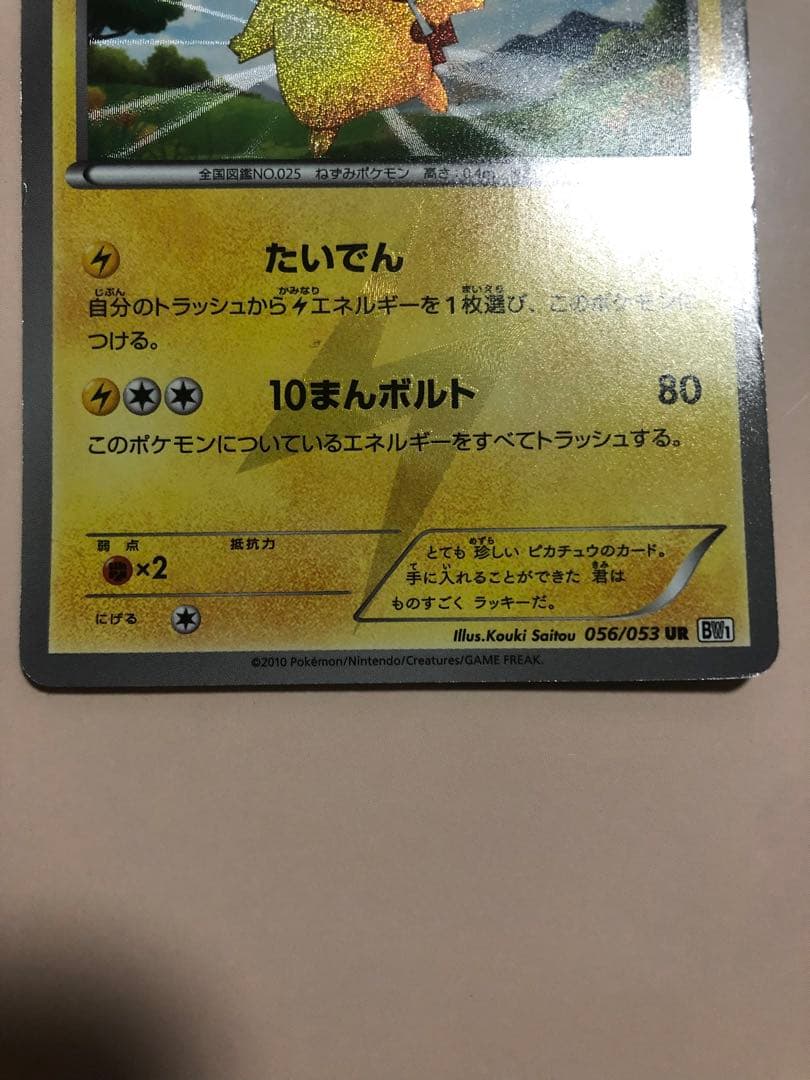 全国図鑑NO.025 ねずみポケモン 高さ:0.4m
たいでん
自分のトラッシュからエネルギーを1枚選び、このポケモンに
つける。
10まんボルト 80
このポケモンについているエネルギーをすべてトラッシュする。
弱点 抵抗力
×2
にげる
とても 珍しい ピカチュウのカード。
手に入れることができた 君は
ものすごく ラッキーだ。
Illus.Kouki Saitou 056/053 UR BW1
©2010 Pokémon/Nintendo/Creatures/GAME FREAK.